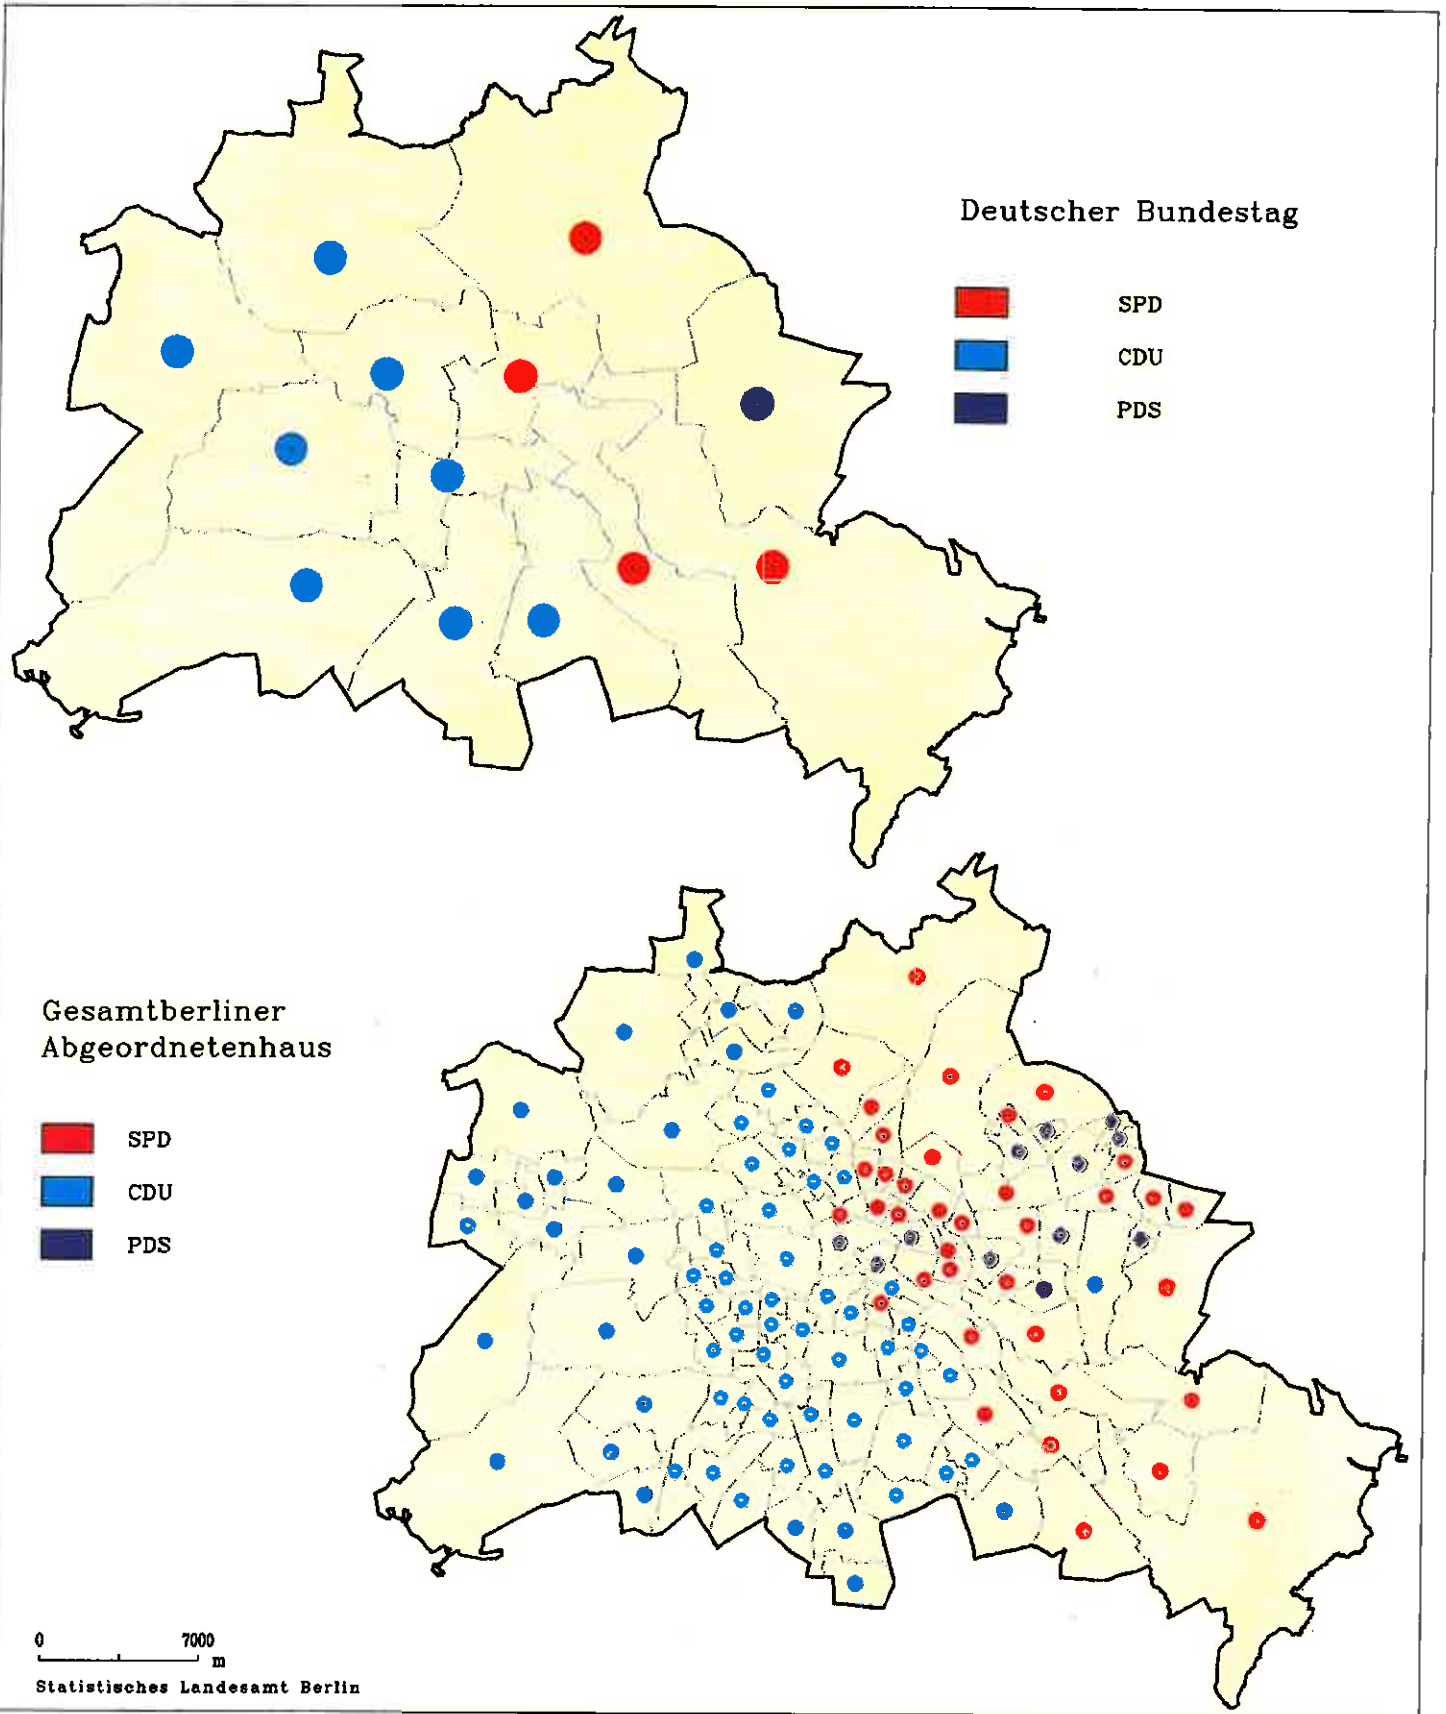 Deutscher Bundestag
SPD
CDU
PDS
Gesamtberliner
Abgeordnetenhaus
SPD
CDU
PDS
0 7000
m
Statistisches Landesamt Berlin